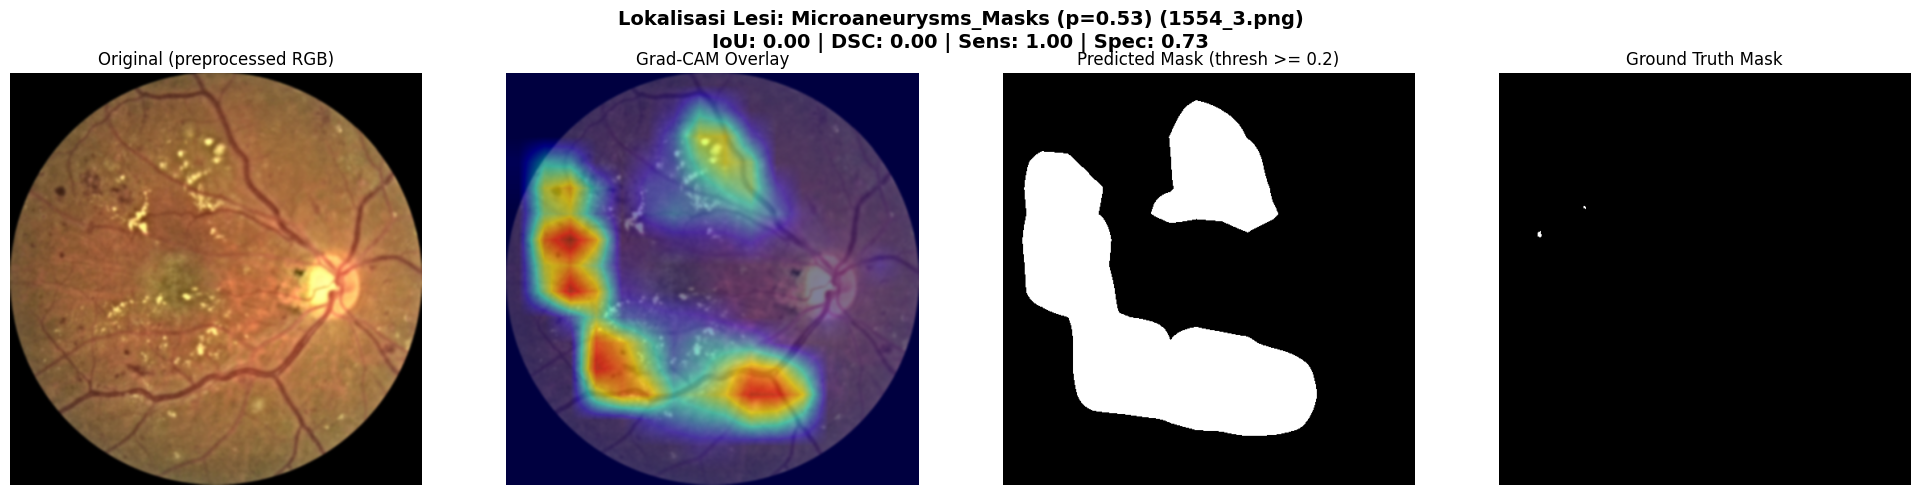 Lokalisasi Lesi: Microaneurysms_Masks (p=0.53) (1554_3.png)
IoU: 0.00 | DSC: 0.00 | Sens: 1.00 | Spec: 0.73
Original (preprocessed RGB)
Grad-CAM Overlay
Predicted Mask (thresh >= 0.2)
Ground Truth Mask